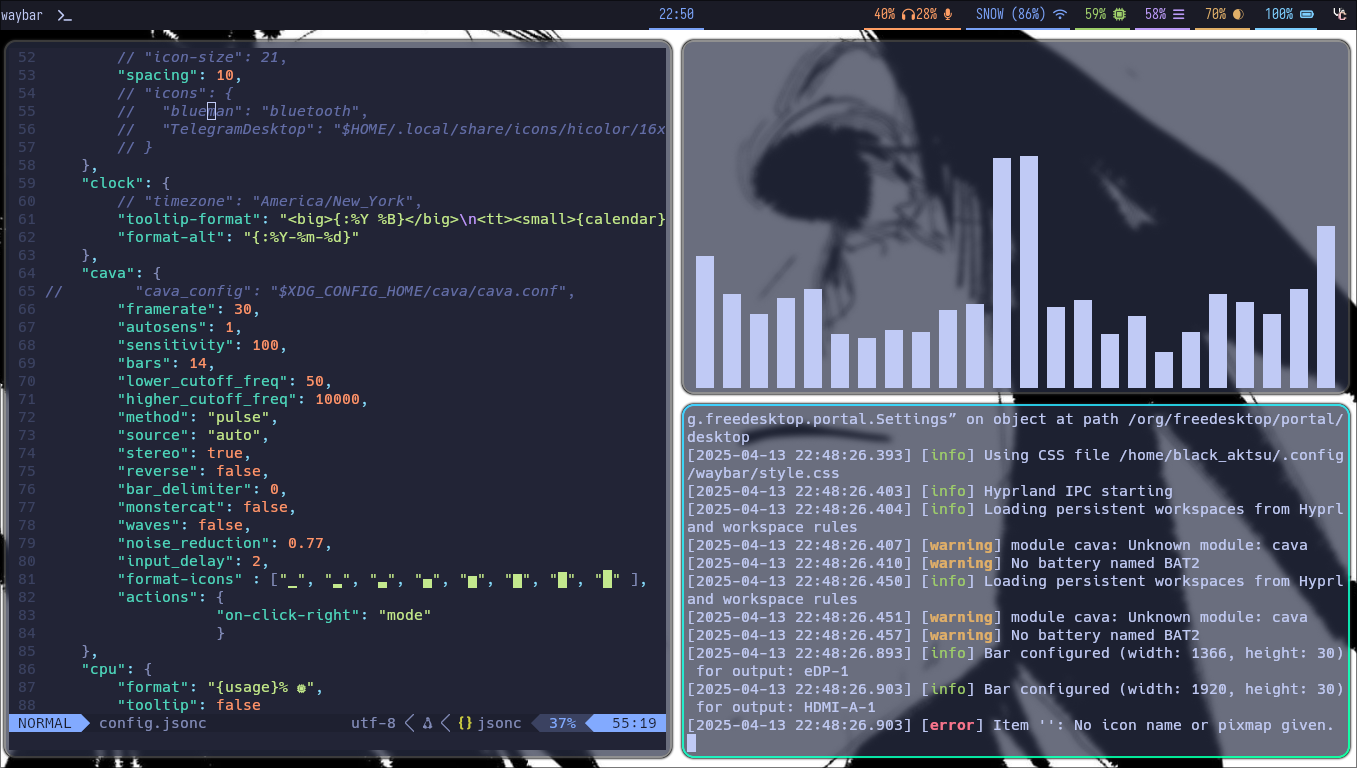 waybar
22:50
40% 28% SNOW (86%) 59% 58% 70% 100%
52 // "icon-size": 21,
53 "spacing": 10,
54 // "icons": {
55 // "blueman": "bluetooth",
56 // "TelegramDesktop": "$HOME/.local/share/icons/hicolor/16x
57 // }
58 },
59 "clock": {
60 // "timezone": "America/New_York",
61 "tooltip-format": "<big>{:%Y %B}</big>\n<tt><small>{calendar}
62 "format-alt": "{:%Y-%m-%d}"
63 },
64 "cava": {
65 // "cava_config": "$XDG_CONFIG_HOME/cava/cava.conf",
66 "framerate": 30,
67 "autosens": 1,
68 "sensitivity": 100,
69 "bars": 14,
70 "lower_cutoff_freq": 50,
71 "higher_cutoff_freq": 10000,
72 "method": "pulse",
73 "source": "auto",
74 "stereo": true,
75 "reverse": false,
76 "bar_delimiter": 0,
77 "monstercat": false,
78 "waves": false,
79 "noise_reduction": 0.77,
80 "input_delay": 2,
81 "format-icons" : ["▁", "▂", "▃", "▄", "▅", "▆", "▇", "█" ],
82 "actions": {
83 "on-click-right": "mode"
84 }
85 },
86 "cpu": {
87 "format": "{usage}% ",
88 "tooltip": false
NORMAL config.jsonc utf-8 jsonc 37% 55:19
g.freedesktop.portal.Settings” on object at path /org/freedesktop/portal/
desktop
[2025-04-13 22:48:26.393] [info] Using CSS file /home/black_aktsu/.config
/waybar/style.css
[2025-04-13 22:48:26.403] [info] Hyprland IPC starting
[2025-04-13 22:48:26.404] [info] Loading persistent workspaces from Hyprl
and workspace rules
[2025-04-13 22:48:26.407] [warning] module cava: Unknown module: cava
[2025-04-13 22:48:26.410] [warning] No battery named BAT2
[2025-04-13 22:48:26.450] [info] Loading persistent workspaces from Hyprl
and workspace rules
[2025-04-13 22:48:26.451] [warning] module cava: Unknown module: cava
[2025-04-13 22:48:26.457] [warning] No battery named BAT2
[2025-04-13 22:48:26.893] [info] Bar configured (width: 1366, height: 30)
for output: eDP-1
[2025-04-13 22:48:26.903] [info] Bar configured (width: 1920, height: 30)
for output: HDMI-A-1
[2025-04-13 22:48:26.903] [error] Item '': No icon name or pixmap given.